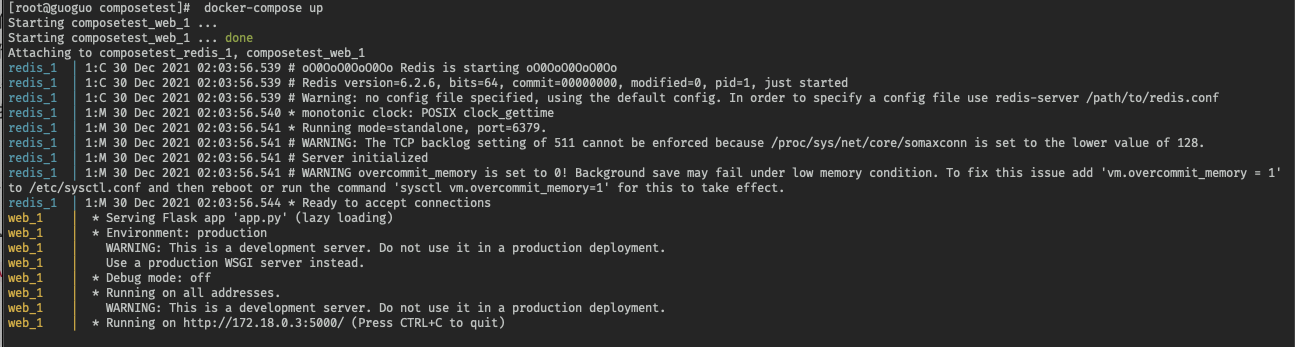 [root@guoguo composetest]#  docker-compose up
Starting composetest_web_1 ...
Starting composetest_web_1 ... done
Attaching to composetest_redis_1, composetest_web_1
redis_1  | 1:C 30 Dec 2021 02:03:56.539 # oO0OoO0OoO0Oo Redis is starting oO0OoO0OoO0Oo
redis_1  | 1:C 30 Dec 2021 02:03:56.539 # Redis version=6.2.6, bits=64, commit=00000000, modified=0, pid=1, just started
redis_1  | 1:C 30 Dec 2021 02:03:56.539 # Warning: no config file specified, using the default config. In order to specify a config file use redis-server /path/to/redis.conf
redis_1  | 1:M 30 Dec 2021 02:03:56.540 * monotonic clock: POSIX clock_gettime
redis_1  | 1:M 30 Dec 2021 02:03:56.541 * Running mode=standalone, port=6379.
redis_1  | 1:M 30 Dec 2021 02:03:56.541 # WARNING: The TCP backlog setting of 511 cannot be enforced because /proc/sys/net/core/somaxconn is set to the lower value of 128.
redis_1  | 1:M 30 Dec 2021 02:03:56.541 # Server initialized
redis_1  | 1:M 30 Dec 2021 02:03:56.541 # WARNING overcommit_memory is set to 0! Background save may fail under low memory condition. To fix this issue add 'vm.overcommit_memory = 1'
to /etc/sysctl.conf and then reboot or run the command 'sysctl vm.overcommit_memory=1' for this to take effect.
redis_1  | 1:M 30 Dec 2021 02:03:56.544 * Ready to accept connections
web_1    |  * Serving Flask app 'app.py' (lazy loading)
web_1    |  * Environment: production
web_1    |    WARNING: This is a development server. Do not use it in a production deployment.
web_1    |    Use a production WSGI server instead.
web_1    |  * Debug mode: off
web_1    |  * Running on all addresses.
web_1    |    WARNING: This is a development server. Do not use it in a production deployment.
web_1    |  * Running on http://172.18.0.3:5000/ (Press CTRL+C to quit)